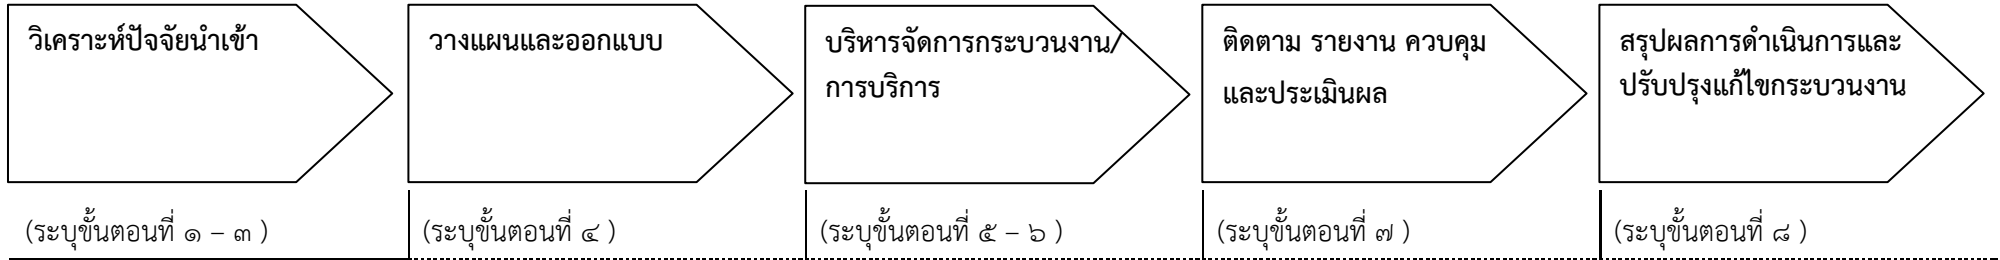 วิเคราะห์ปัจจัยนำเข้า
วางแผนและออกแบบ
บริหารจัดการกระบวนงาน/
การบริการ
ติดตาม รายงาน ควบคุม
และประเมินผล
สรุปผลการดำเนินการและ
ปรับปรุงแก้ไขกระบวนงาน
(ระบุขั้นตอนที่ ๑ – ๓ )
(ระบุขั้นตอนที่ ๔ )
(ระบุขั้นตอนที่ ๕ – ๖ )
(ระบุขั้นตอนที่ ๗ )
(ระบุขั้นตอนที่ ๘ )